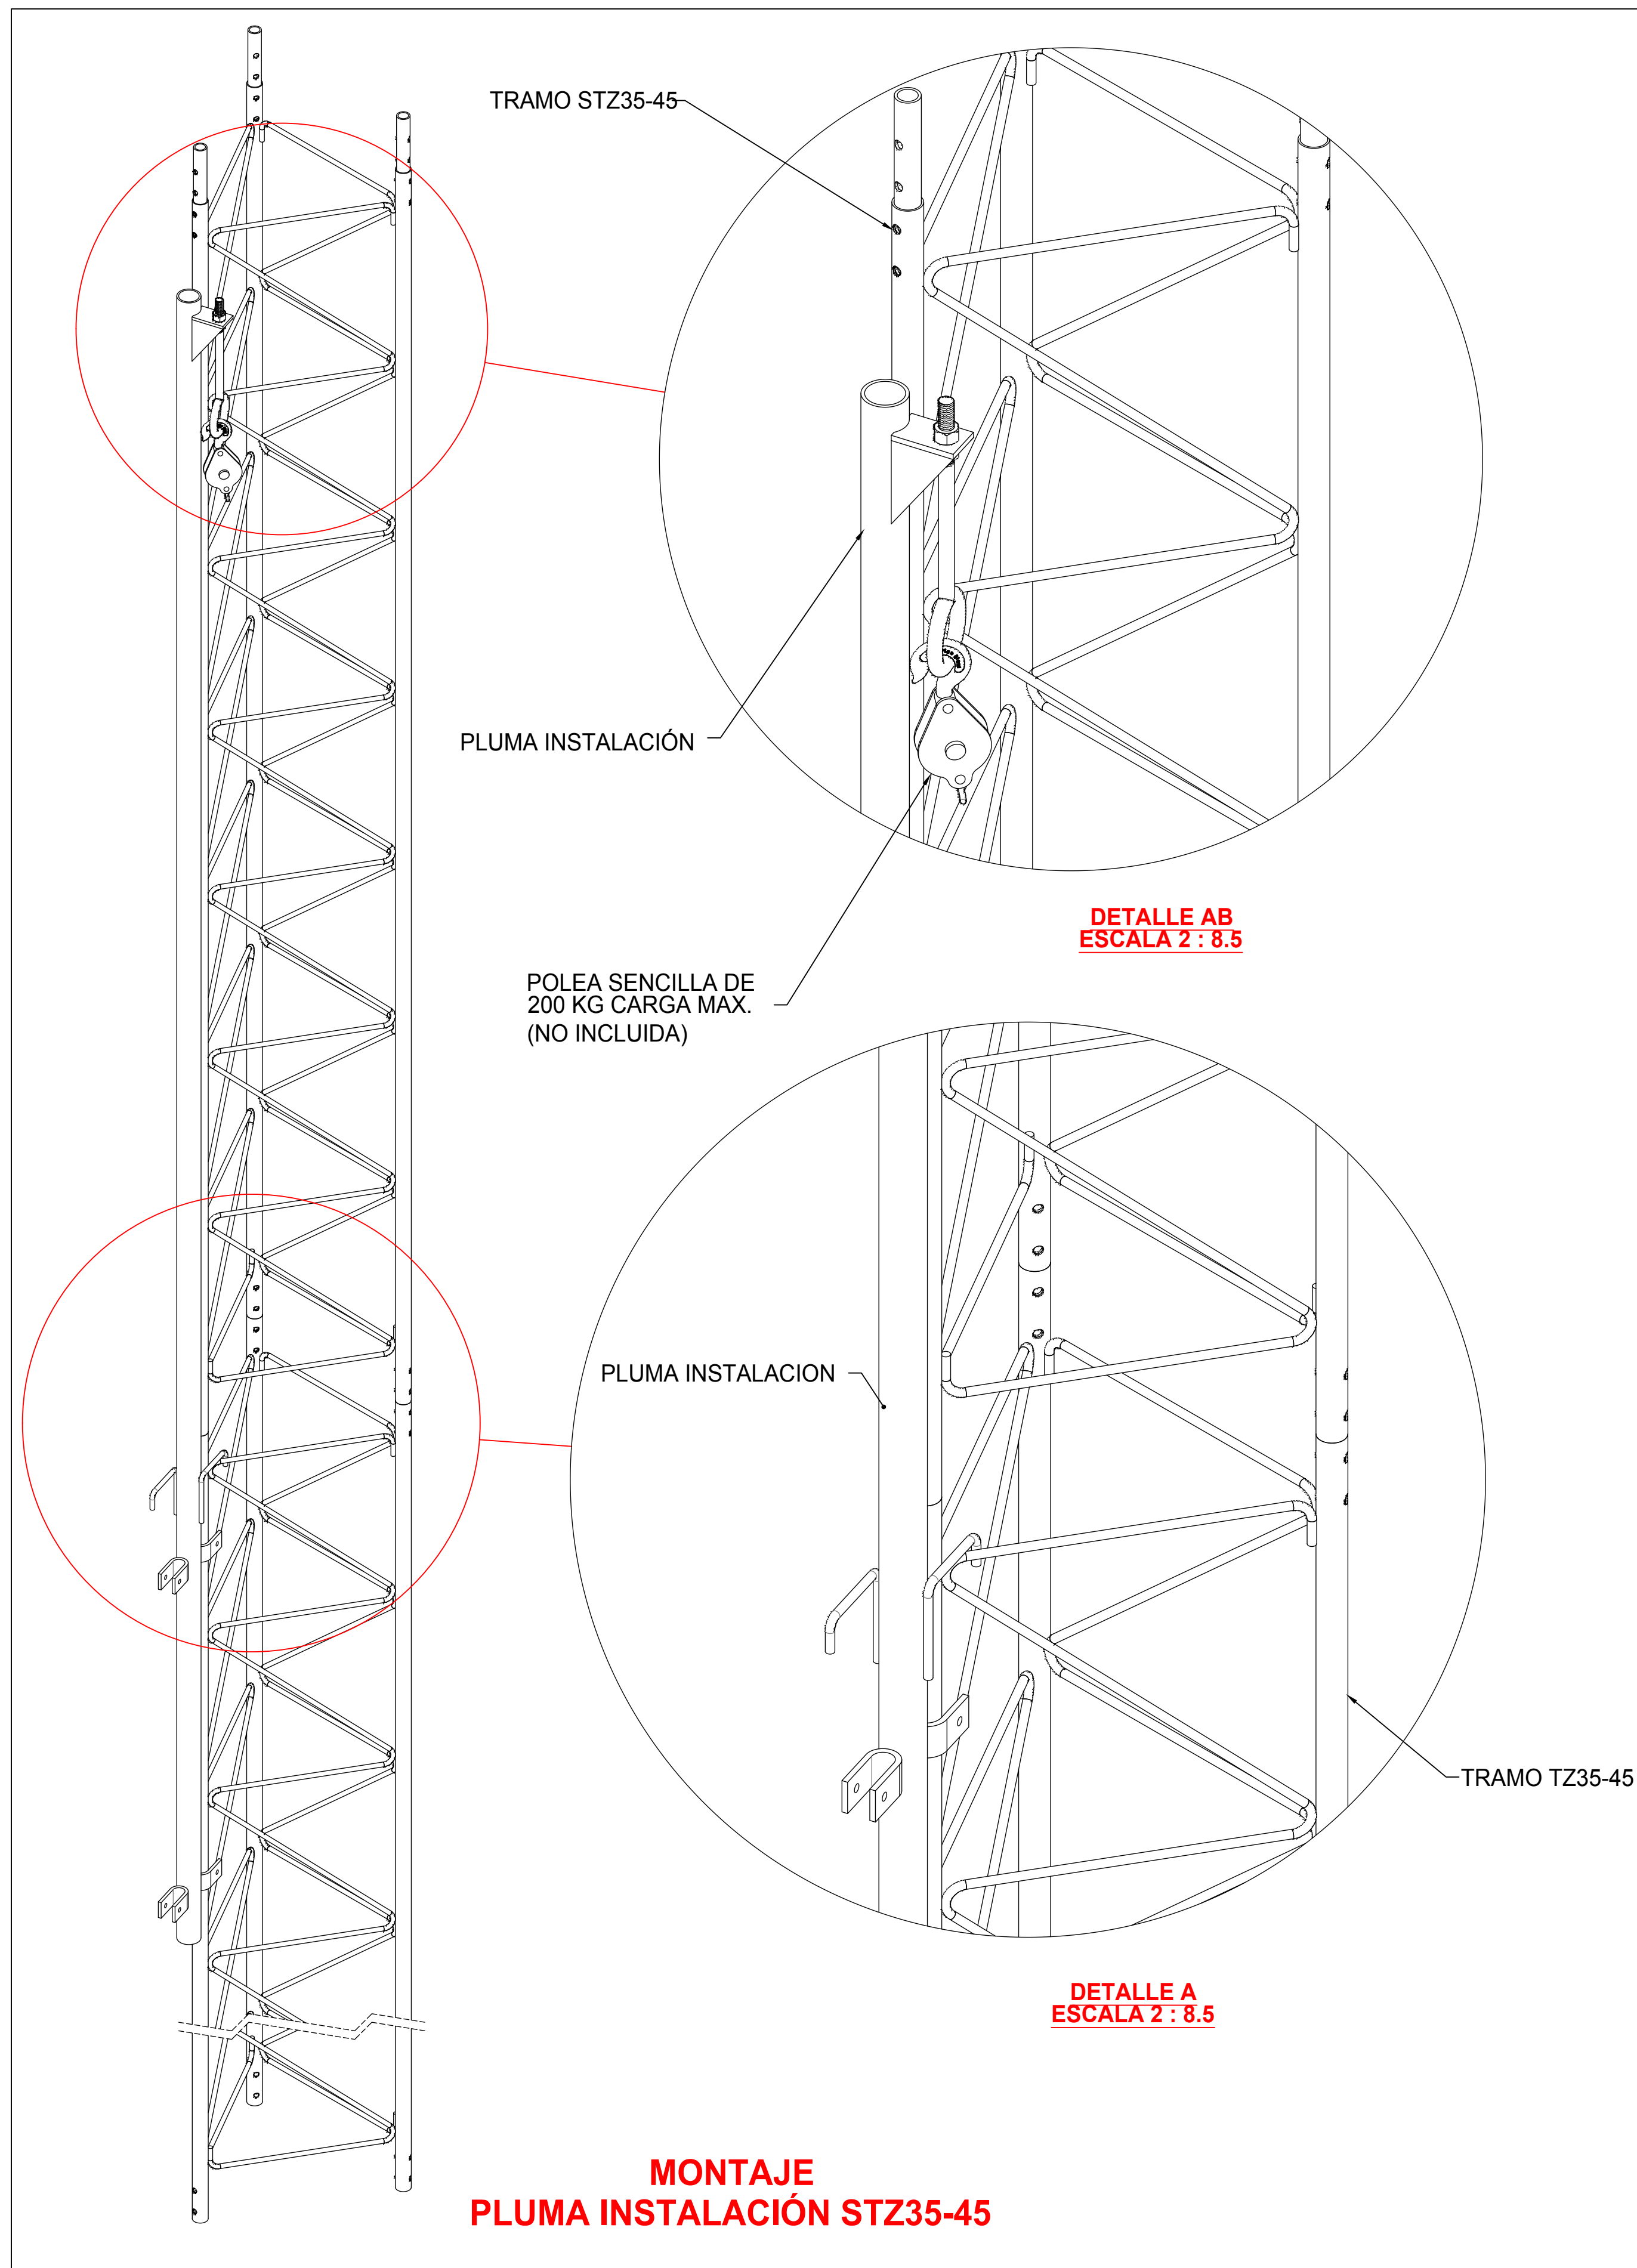 TRAMO STZ35-45
PLUMA INSTALACIÓN
POLEA SENCILLA DE
200 KG CARGA MAX.
(NO INCLUIDA)
DETALLE AB
ESCALA 2 : 8.5
PLUMA INSTALACION
TRAMO TZ35-45
DETALLE A
ESCALA 2 : 8.5
MONTAJE
PLUMA INSTALACIÓN STZ35-45